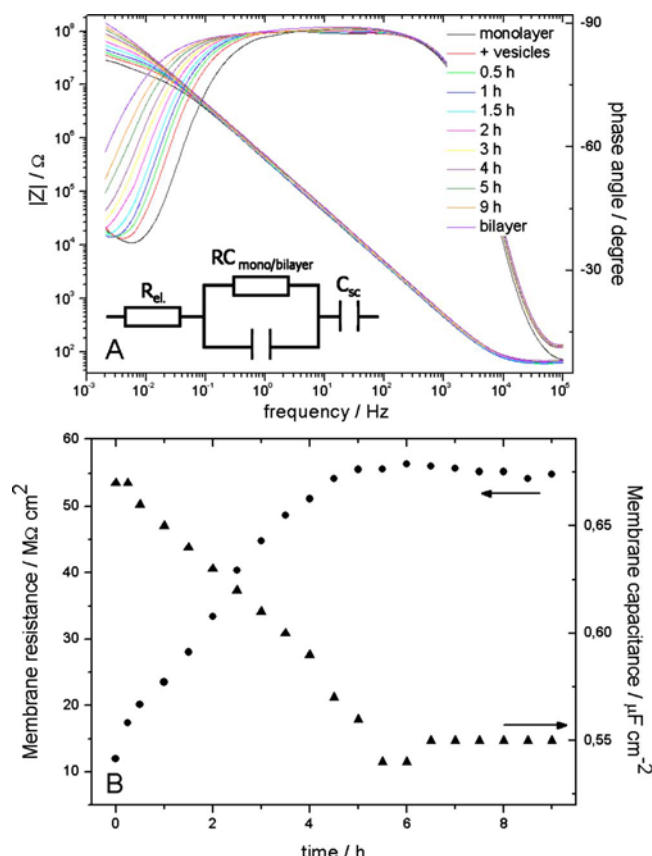 A
10⁹
10⁸
10⁷
10⁶
10⁵
10⁴
10³
10²
|Z| / Ω
10⁻³ 10⁻² 10⁻¹ 10⁰ 10¹ 10² 10³ 10⁴ 10⁵
frequency / Hz
-90
-60
-30
phase angle / degree
monolayer
+ vesicles
0.5 h
1 h
1.5 h
2 h
3 h
4 h
5 h
9 h
bilayer
R el.
RC mono/bilayer
C sc
A
60
50
40
30
20
10
Membrane resistance / MΩ cm²
B
0 2 4 6 8
time / h
0,65
0,60
0,55
Membrane capacitance / μF cm⁻²